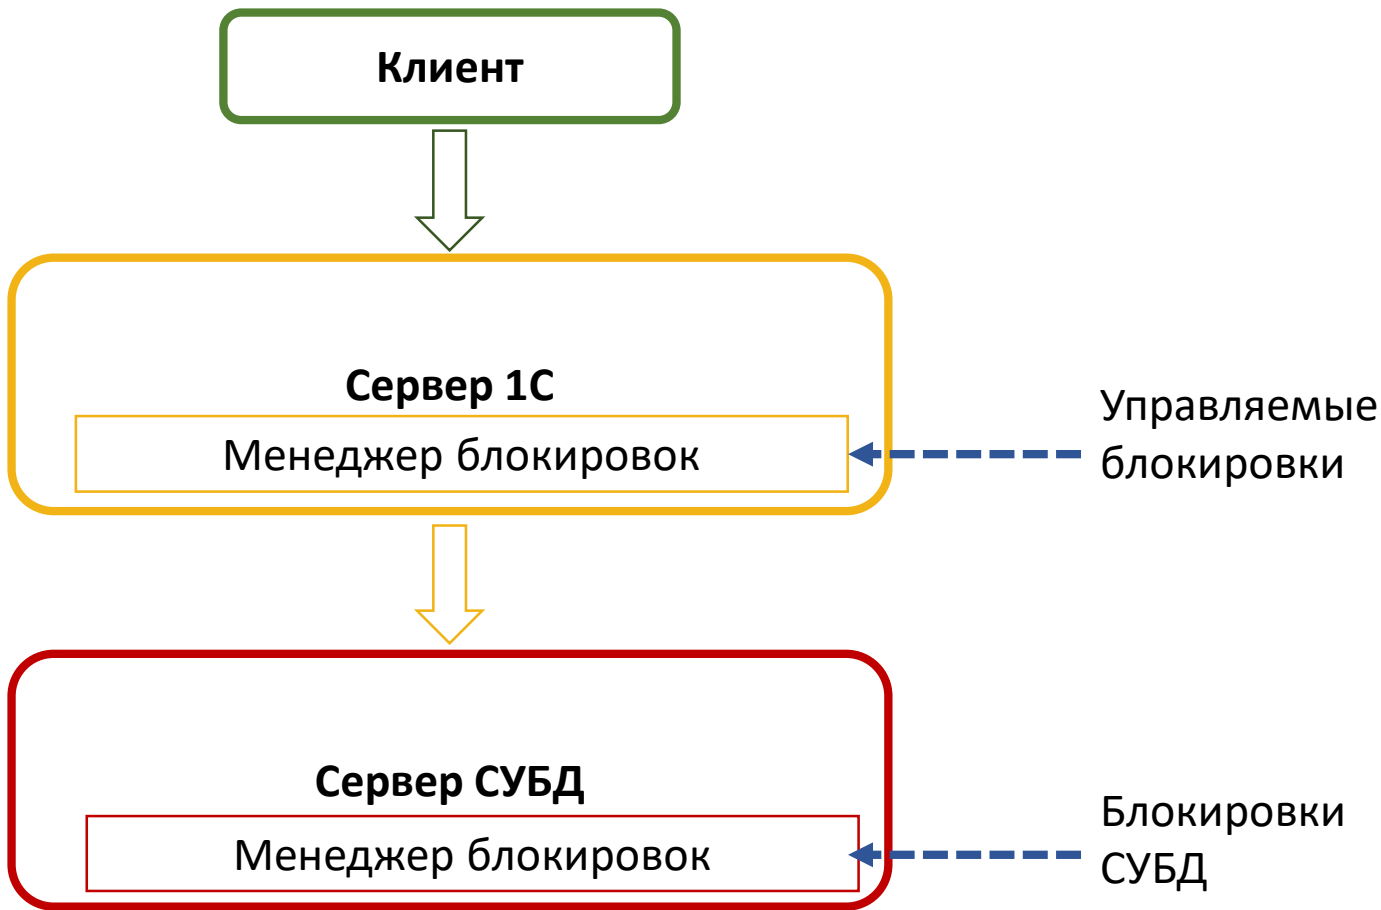 Клиент
Сервер 1С
Менеджер блокировок
Управляемые
блокировки
Сервер СУБД
Менеджер блокировок
Блокировки
СУБД